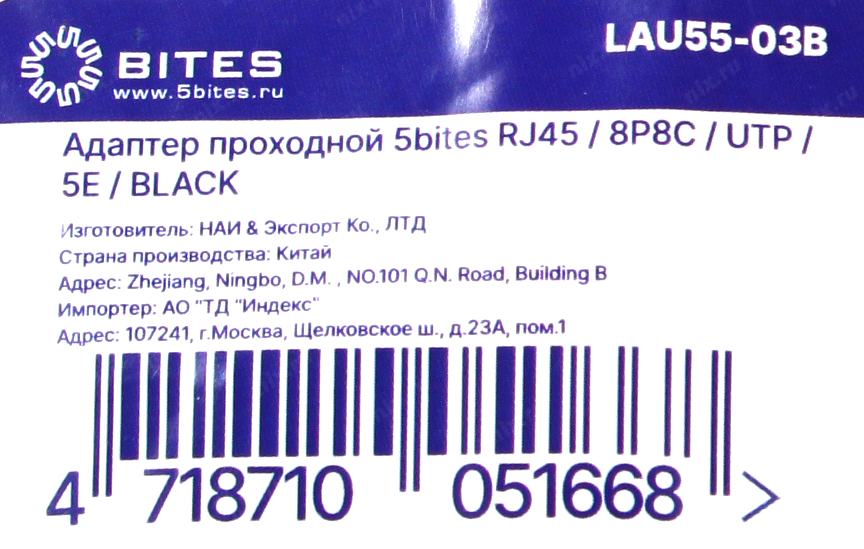 5BITES
LAU55-03B
www.5bites.ru
Адаптер проходной 5bites RJ45 / 8P8C / UTP /
5E / BLACK
Изготовитель: НАИ & Экспорт Ко., ЛТД
Страна производства: Китай
Адрес: Zhejiang, Ningbo, D.M. , NO.101 Q.N. Road, Building B
Импортер: АО "ТД "Индекс"
Адрес: 107241, г.Москва, Щелковское ш., д.23А, пом.1
4 718710 051668 >